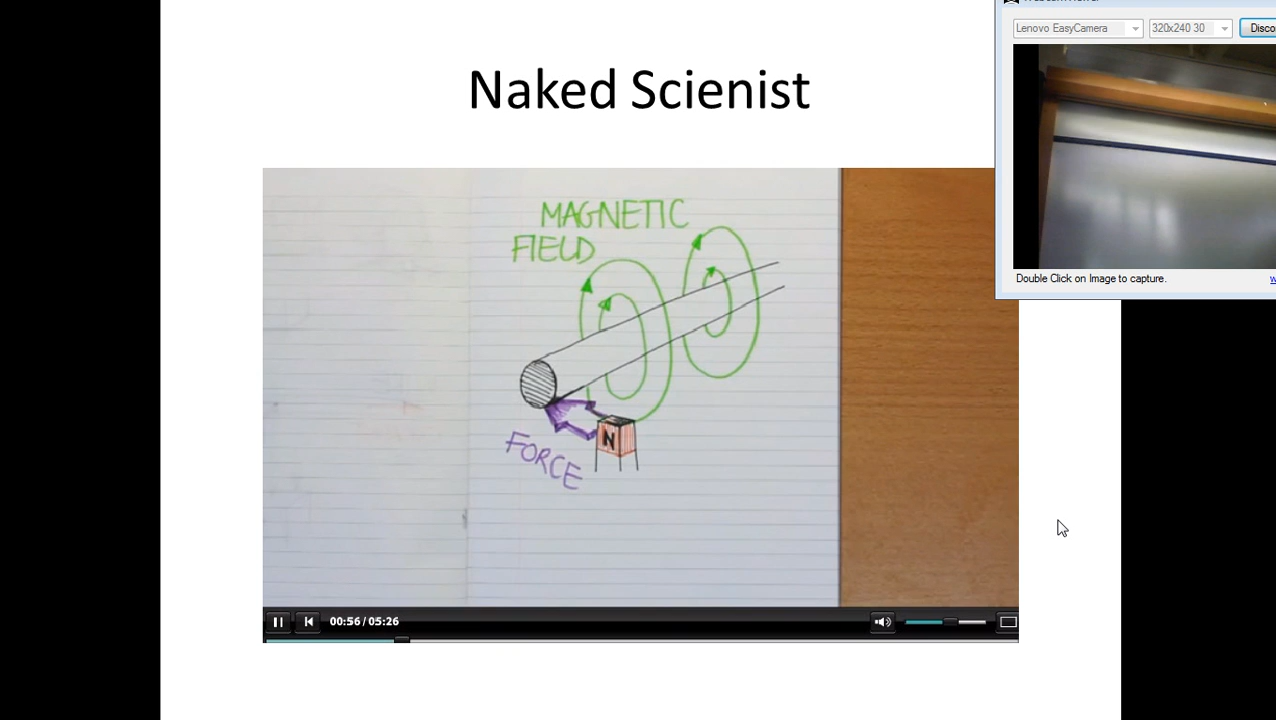 Lenovo EasyCamera
320x240 30
Disco
Naked Scienist
MAGNETIC
FIELD
N
FORCE
Double Click on Image to capture.
w
00:56 / 05:26